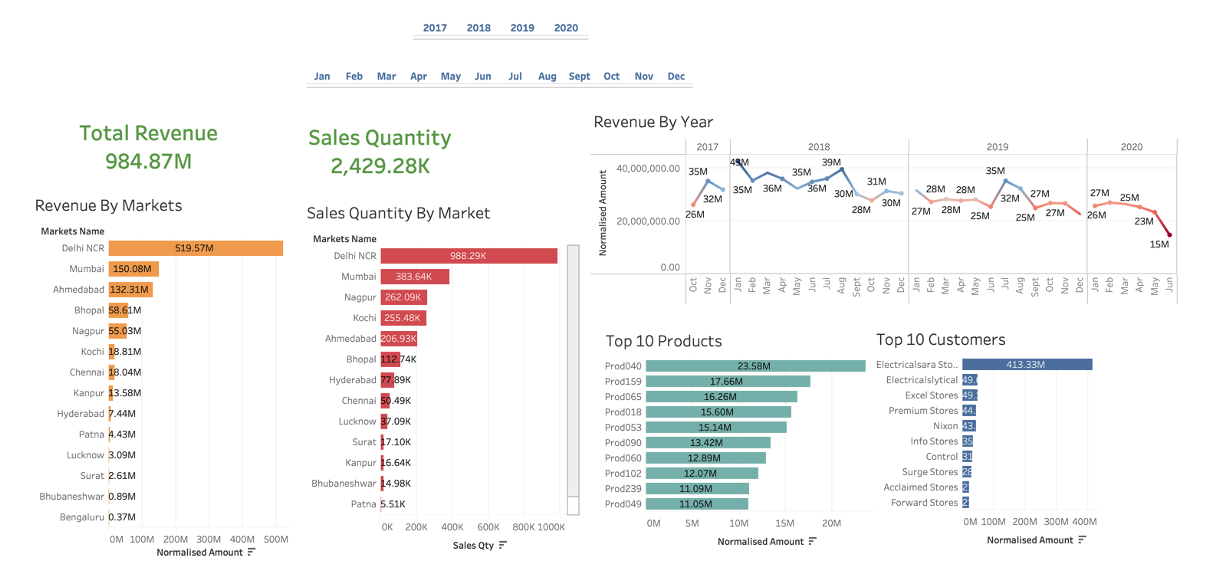 2017 2018 2019 2020
Jan Feb Mar Apr May Jun Jul Aug Sept Oct Nov Dec
Total Revenue
984.87M
Sales Quantity
2,429.28K
Revenue By Markets
Markets Name
Delhi NCR 519.57M
Mumbai 150.08M
Ahmedabad 132.31M
Bhopal 58.61M
Nagpur 55.03M
Kochi 18.81M
Chennai 18.04M
Kanpur 13.58M
Hyderabad 7.44M
Patna 4.43M
Lucknow 3.09M
Surat 2.61M
Bhubaneshwar 0.89M
Bengaluru 0.37M
0M 100M 200M 300M 400M 500M
Normalised Amount
Sales Quantity By Market
Markets Name
Delhi NCR 988.29K
Mumbai 383.64K
Nagpur 262.09K
Kochi 255.48K
Ahmedabad 206.93K
Bhopal 112.74K
Hyderabad 77.89K
Chennai 50.49K
Lucknow 37.09K
Surat 17.10K
Kanpur 16.64K
Bhubaneshwar 14.98K
Patna 5.51K
0K 200K 400K 600K 800K 1000K
Sales Qty
Revenue By Year
2017 2018 2019 2020
Normalised Amount
40,000,000.00
20,000,000.00
0.00
26M 35M 32M
43M 35M 36M 35M 36M 39M 30M 28M 31M 30M
27M 28M 28M 28M 25M 35M 32M 25M 27M 26M
27M 26M 25M 23M 15M
Oct Nov Dec Jan Feb Mar Apr May Jun Jul Aug Sept Oct Nov Dec Jan Feb Mar Apr May Jun Jul Aug Sept Oct Nov Dec Jan Feb Mar Apr May Jun
Top 10 Products
Prod040 23.58M
Prod159 17.66M
Prod065 16.26M
Prod018 15.60M
Prod053 15.14M
Prod090 13.42M
Prod060 12.89M
Prod102 12.07M
Prod239 11.09M
Prod049 11.05M
0M 5M 10M 15M 20M
Normalised Amount
Top 10 Customers
Electricalsara Sto.. 413.33M
Electricalslytical 49.
Excel Stores 49.
Premium Stores 44.
Nixon 43.
Info Stores 35
Control 31
Surge Stores 28
Acclaimed Stores 2
Forward Stores 2
0M 100M 200M 300M 400M
Normalised Amount